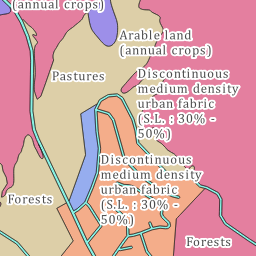 (annual crops)
Arable land
(annual crops)
Pastures
Discontinuous
medium density
urban fabric
(S.L. : 30% -
50%)
Discontinuous
medium density
urban fabric
(S.L. : 30% -
50%)
Forests
Forests